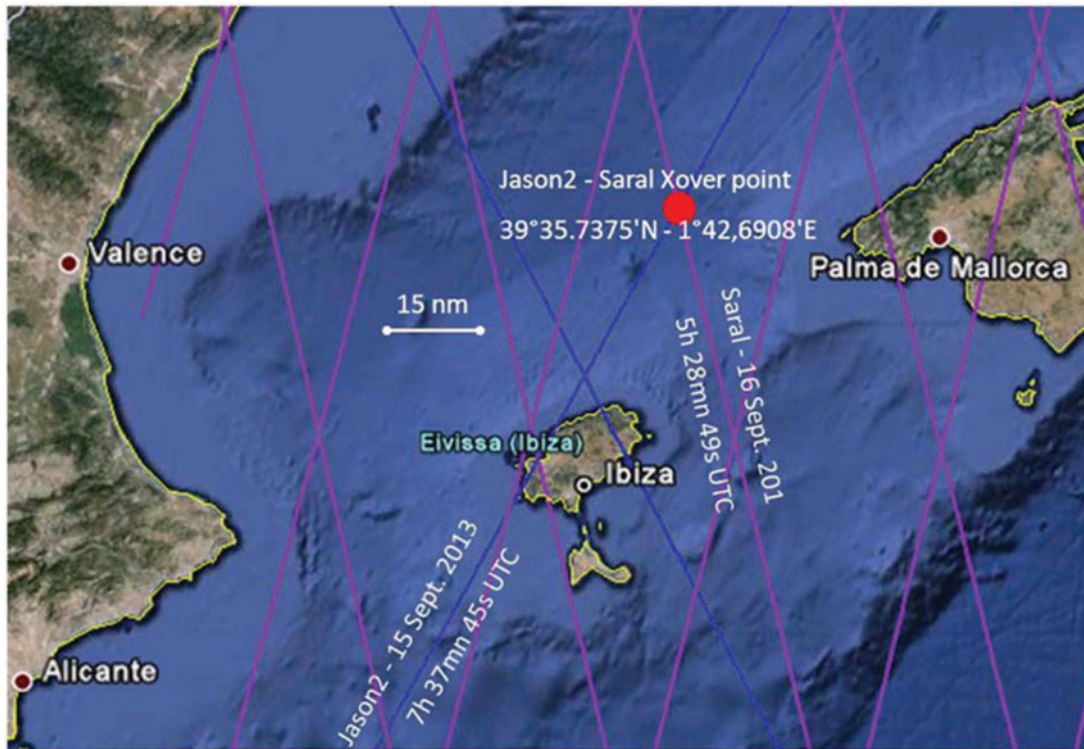 Jason2 - Saral Xover point
39°35.7375'N - 1°42,6908'E
Valence
Palma de Mallorca
15 nm
Saral - 16 Sept. 201
5h 28mn 49s UTC
Eivissa (Ibiza)
Ibiza
Jason2 - 15 Sept. 2013
7h 37mn 45s UTC
Alicante